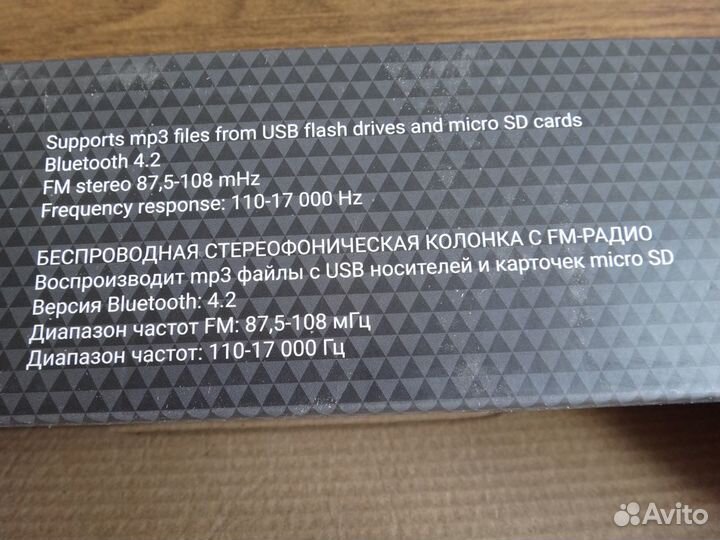 Supports mp3 files from USB flash drives and micro SD cards
Bluetooth 4.2
FM stereo 87,5-108 mHz
Frequency response: 110-17 000 Hz
БЕСПРОВОДНАЯ СТЕРЕОФОНИЧЕСКАЯ КОЛОНКА С FM-РАДИО
Воспроизводит mp3 файлы с USB носителей и карточек micro SD
Версия Bluetooth: 4.2
Диапазон частот FM: 87,5-108 мГц
Диапазон частот: 110-17 000 Гц
Avito